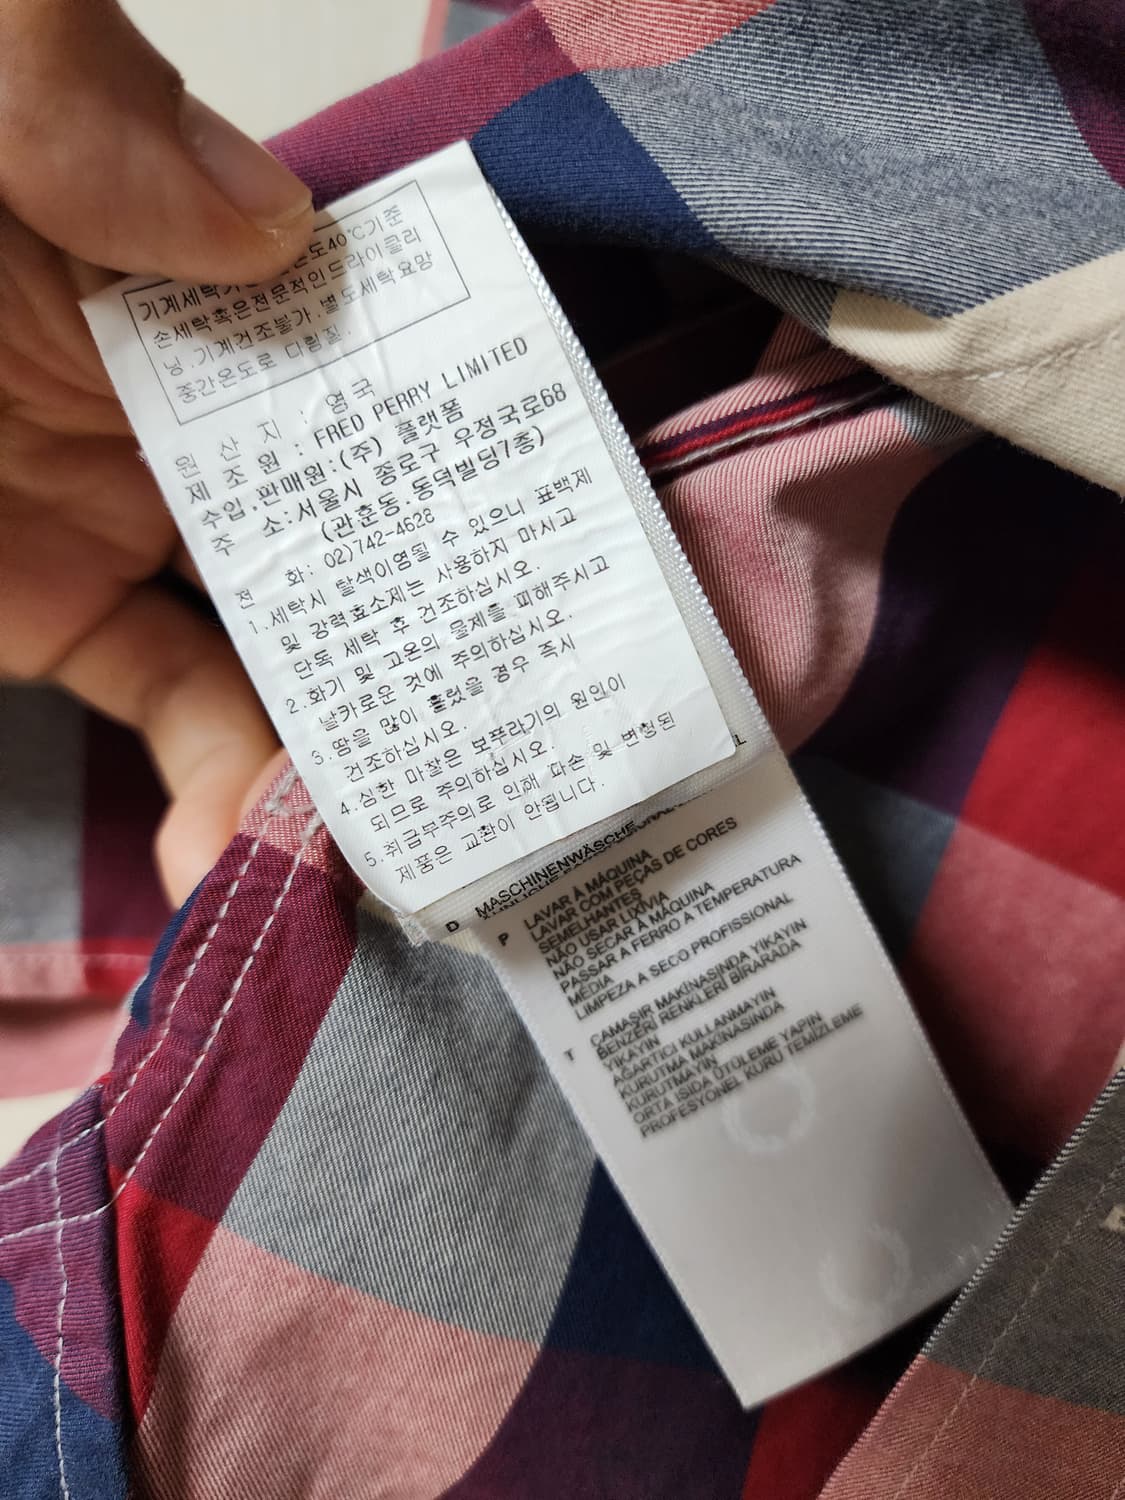 기계세탁 온도40℃기준
손세탁혹은전문적인드라이클리
닝.기계건조불가.별도세탁요망
중간온도로 다림질.
원 산 지 : 영국
제 조 원 : FRED PERRY LIMITED
수입,판매원:(주) 플랫폼
주 소:서울시 종로구 우정국로68
(관훈동.동덕빌딩7층)
전 화: 02)742-4628
1.세탁시 탈색이염될 수 있으니 표백제
및 강력효소제는 사용하지 마시고
단독 세탁 후 건조하십시오.
2.화기 및 고온의 물제를 피해주시고
날카로운 것에 주의하십시오.
3.땀을 많이 흘렸을 경우 즉시
건조하십시오.
4.심한 마찰은 보푸라기의 원인이
되므로 주의하십시오.
5.취급부주의로 인해 파손 및 변형된
제품은 교환이 안됩니다.
D MASCHINENWÄSCHE
P LAVAR À MÁQUINA
LAVAR COM PEÇAS DE CORES
SEMELHANTES
NÃO USAR LIXÍVIA
NÃO SECAR À MÁQUINA
PASSAR A FERRO A TEMPERATURA
MÉDIA
LIMPEZA A SECO PROFISSIONAL
T ÇAMAŞIR MAKİNASINDA YIKAYIN
BENZERİ RENKLERİ BİRARADA
YIKAYIN
AĞARTICI KULLANMAYIN
KURUTMA MAKİNASINDA
KURUTMAYIN
ORTA ISIDA ÜTÜLEME YAPIN
PROFESYONEL KURU TEMİZLEME